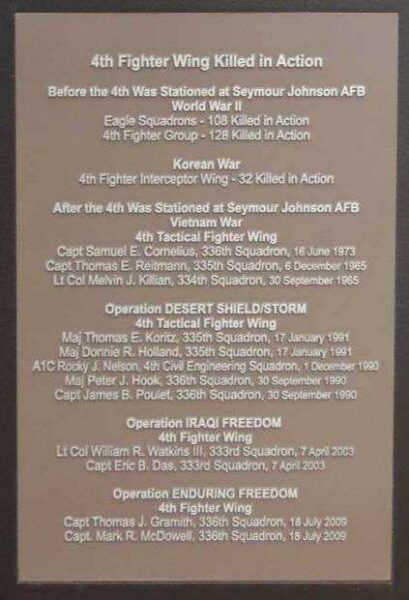 4th Fighter Wing Killed in Action
Before the 4th Was Stationed at Seymour Johnson AFB
World War II
Eagle Squadrons - 108 Killed in Action
4th Fighter Group - 128 Killed in Action
Korean War
4th Fighter Interceptor Wing - 32 Killed in Action
After the 4th Was Stationed at Seymour Johnson AFB
Vietnam War
4th Tactical Fighter Wing
Capt Samuel E. Cornelius, 336th Squadron, 16 June 1973
Capt Thomas E. Reitmann, 335th Squadron, 6 December 1965
Lt Col Melvin J. Killian, 334th Squadron, 30 September 1965
Operation DESERT SHIELD/STORM
4th Tactical Fighter Wing
Maj Thomas E. Koritz, 335th Squadron, 17 January 1991
Maj Donnie R. Holland, 335th Squadron, 17 January 1991
A1C Rocky J. Nelson, 4th Civil Engineering Squadron, 1 December 1990
Maj Peter J. Hook, 336th Squadron, 30 September 1990
Capt James B. Poulet, 336th Squadron, 30 September 1990
Operation IRAQI FREEDOM
4th Fighter Wing
Lt Col William R. Watkins III, 333rd Squadron, 7 April 2003
Capt Eric B. Das, 333rd Squadron, 7 April 2003
Operation ENDURING FREEDOM
4th Fighter Wing
Capt Thomas J. Gramith, 336th Squadron, 18 July 2009
Capt. Mark R. McDowell, 336th Squadron, 18 July 2009